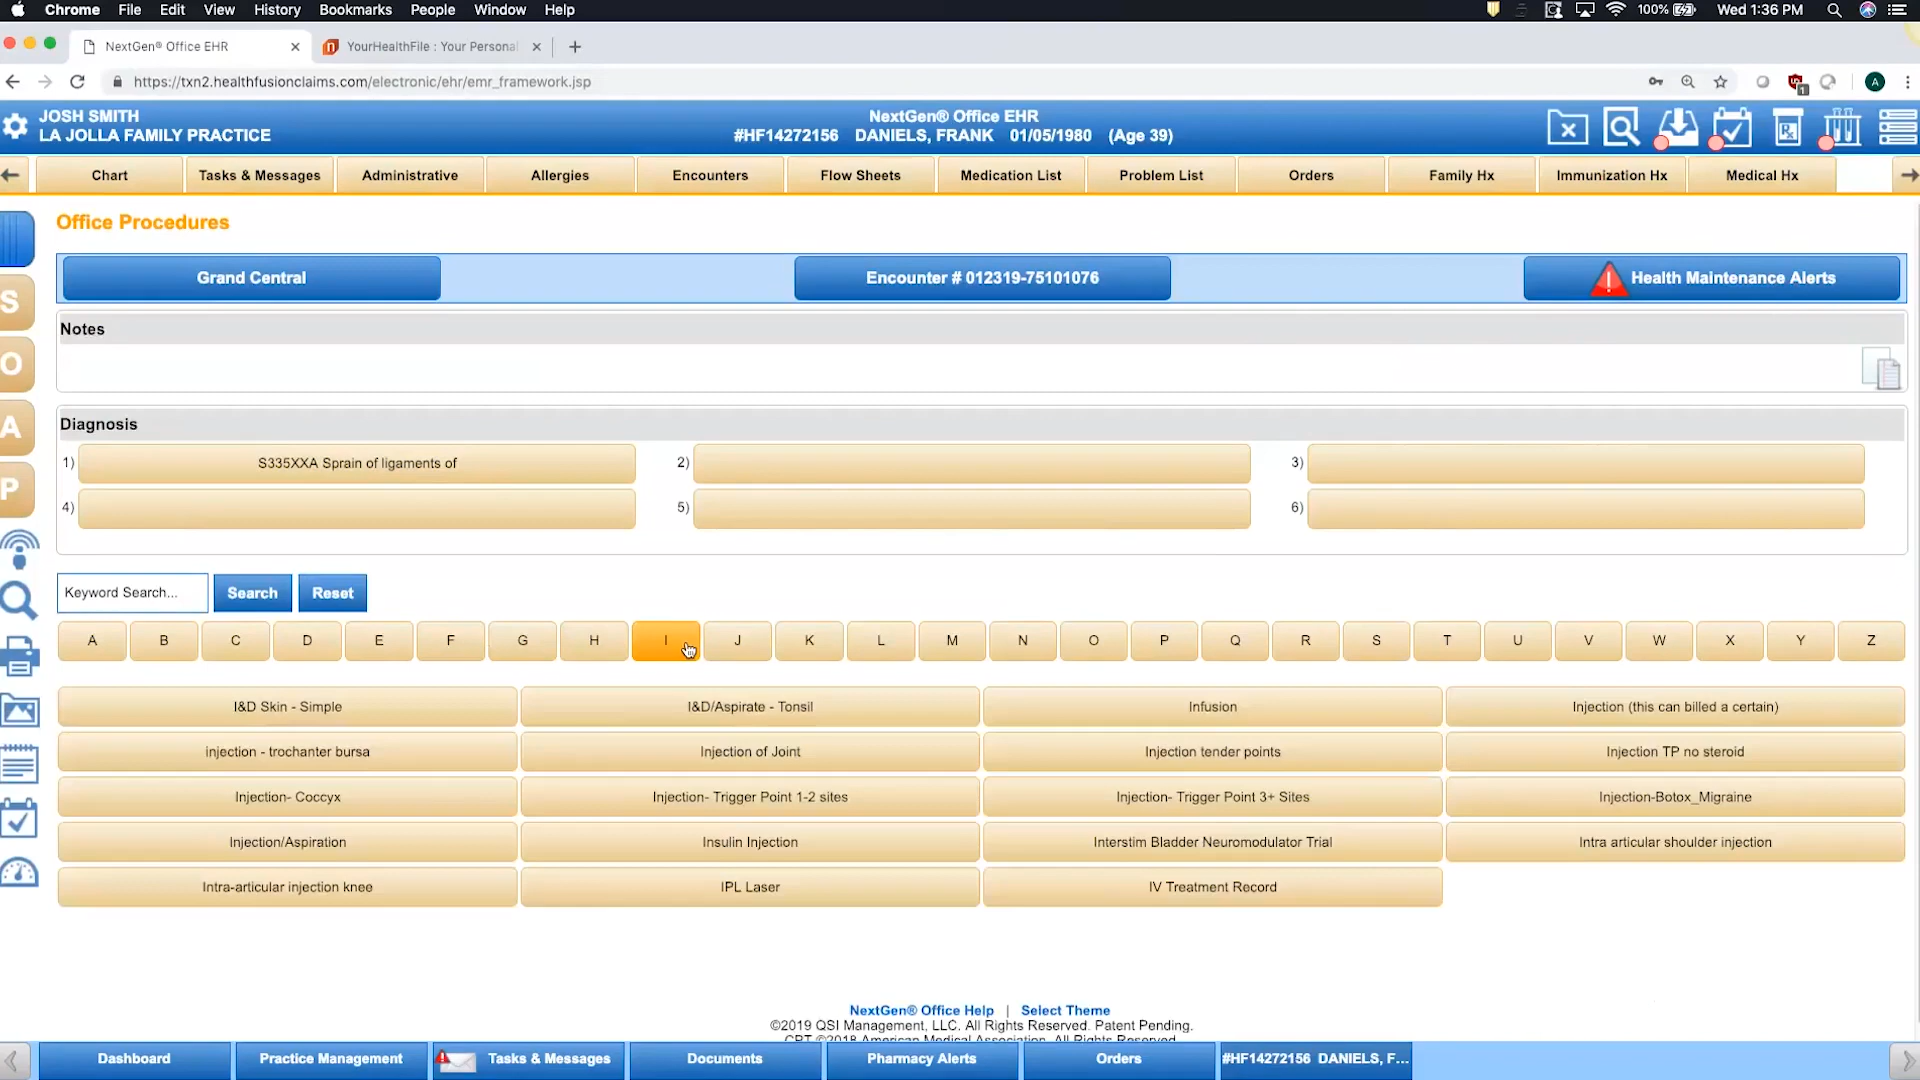 Chrome File Edit View History Bookmarks People Window Help 100% Wed 1:36 PM
NextGen® Office EHR YourHealthFile : Your Personal
https://txn2.healthfusionclaims.com/electronic/ehr/emr_framework.jsp 1 A
JOSH SMITH
LA JOLLA FAMILY PRACTICE
NextGen® Office EHR
#HF14272156 DANIELS, FRANK 01/05/1980 (Age 39)
Chart Tasks & Messages Administrative Allergies Encounters Flow Sheets Medication List Problem List Orders Family Hx Immunization Hx Medical Hx
Office Procedures
S
O
A
P
Grand Central Encounter # 012319-75101076 Health Maintenance Alerts
Notes
Diagnosis
1) S335XXA Sprain of ligaments of 2) 3)
4) 5) 6)
Keyword Search... Search Reset
A B C D E F G H I J K L M N O P Q R S T U V W X Y Z
I&D Skin - Simple I&D/Aspirate - Tonsil Infusion Injection (this can billed a certain)
injection - trochanter bursa Injection of Joint Injection tender points Injection TP no steroid
Injection- Coccyx Injection- Trigger Point 1-2 sites Injection- Trigger Point 3+ Sites Injection-Botox_Migraine
Injection/Aspiration Insulin Injection Interstim Bladder Neuromodulator Trial Intra articular shoulder injection
Intra-articular injection knee IPL Laser IV Treatment Record
NextGen® Office Help | Select Theme
©2019 QSI Management, LLC. All Rights Reserved. Patent Pending.
CPT ©2018 American Medical Association. All Rights Reserved.
Dashboard Practice Management Tasks & Messages Documents Pharmacy Alerts Orders #HF14272156 DANIELS, F...